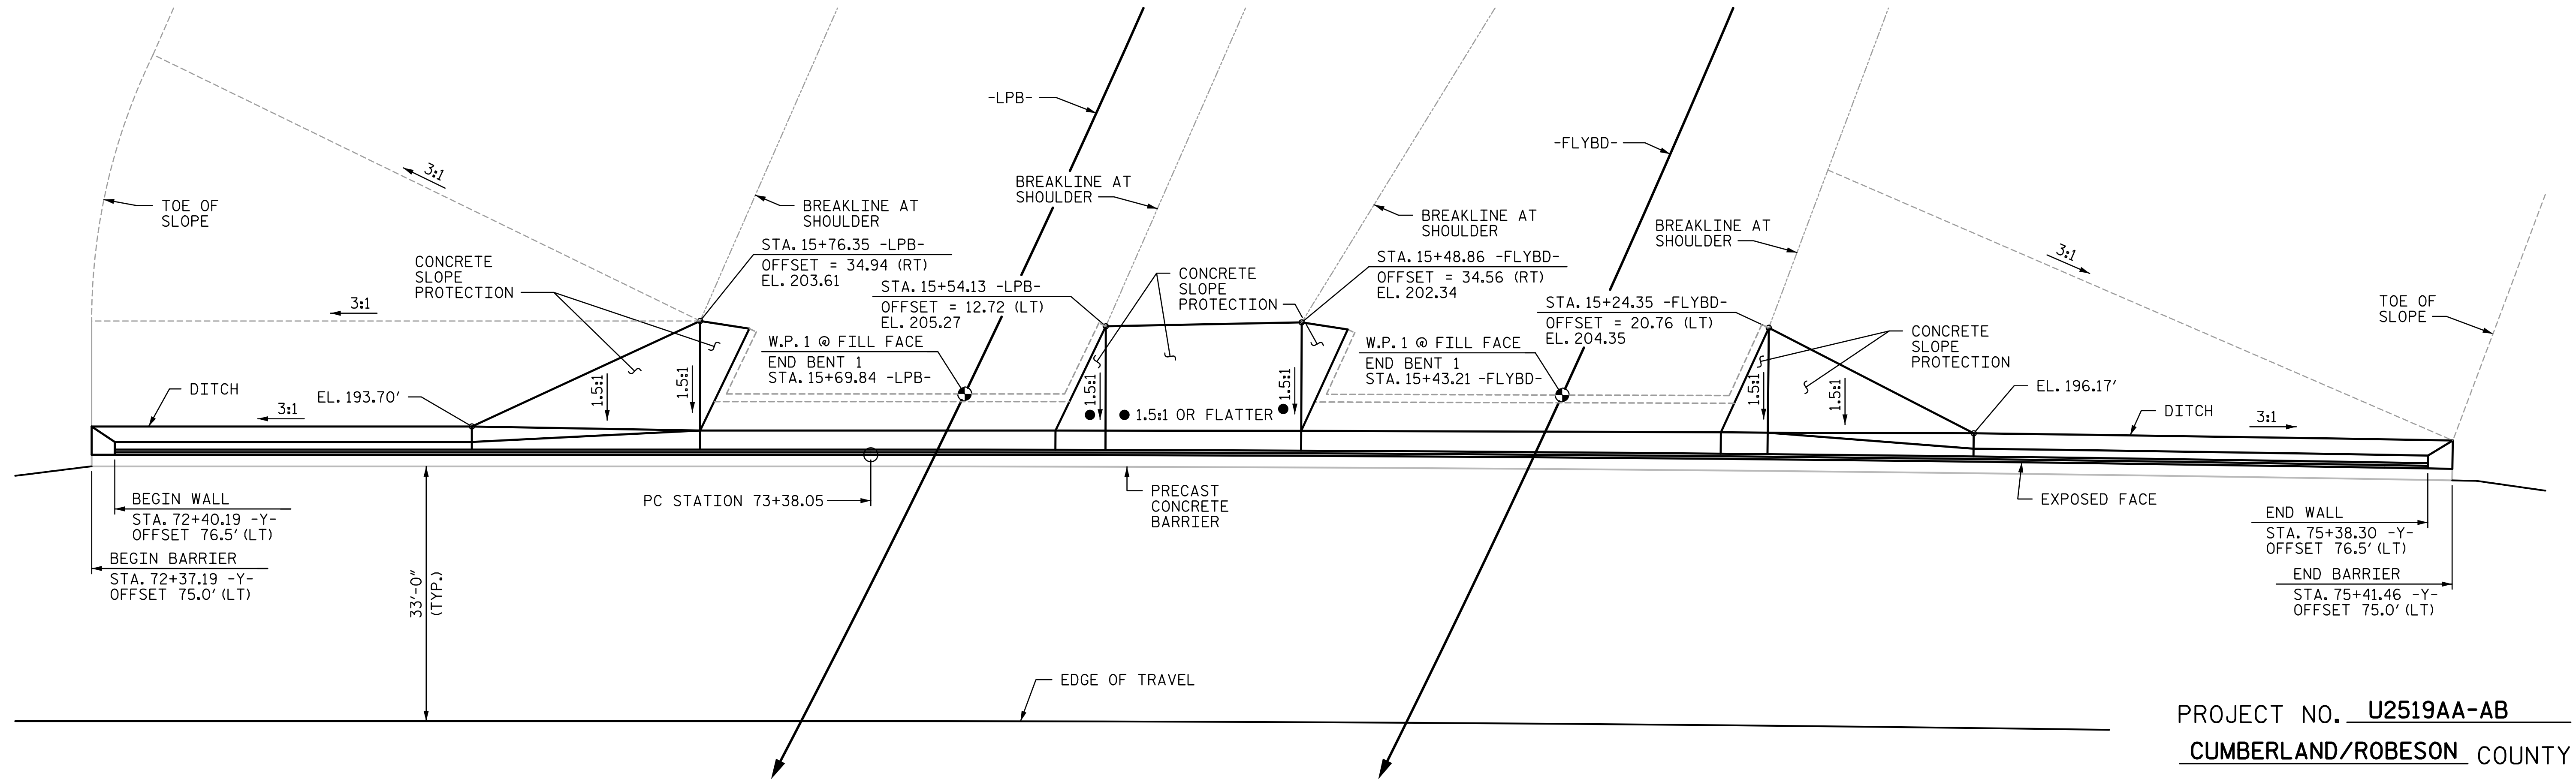 -LPB-
-FLYBD-
3:1
TOE OF
SLOPE
BREAKLINE AT
SHOULDER
BREAKLINE AT
SHOULDER
BREAKLINE AT
SHOULDER
BREAKLINE AT
SHOULDER
3:1
TOE OF
SLOPE
CONCRETE
SLOPE
PROTECTION
STA. 15+76.35 -LPB-
OFFSET = 34.94 (RT)
EL. 203.61
STA. 15+54.13 -LPB-
OFFSET = 12.72 (LT)
EL. 205.27
CONCRETE
SLOPE
PROTECTION
STA. 15+48.86 -FLYBD-
OFFSET = 34.56 (RT)
EL. 202.34
STA. 15+24.35 -FLYBD-
OFFSET = 20.76 (LT)
EL. 204.35
CONCRETE
SLOPE
PROTECTION
3:1
W.P. 1 @ FILL FACE
END BENT 1
STA. 15+69.84 -LPB-
W.P. 1 @ FILL FACE
END BENT 1
STA. 15+43.21 -FLYBD-
DITCH
EL. 193.70'
3:1
1.5:1
1.5:1
● 1.5:1
● 1.5:1 OR FLATTER
● 1.5:1
1.5:1
1.5:1
EL. 196.17'
DITCH
3:1
BEGIN WALL
STA. 72+40.19 -Y-
OFFSET 76.5' (LT)
BEGIN BARRIER
STA. 72+37.19 -Y-
OFFSET 75.0' (LT)
33'-0"
(TYP.)
PC STATION 73+38.05
PRECAST
CONCRETE
BARRIER
EXPOSED FACE
END WALL
STA. 75+38.30 -Y-
OFFSET 76.5' (LT)
END BARRIER
STA. 75+41.46 -Y-
OFFSET 75.0' (LT)
EDGE OF TRAVEL
PROJECT NO. U2519AA-AB
CUMBERLAND/ROBESON COUNTY